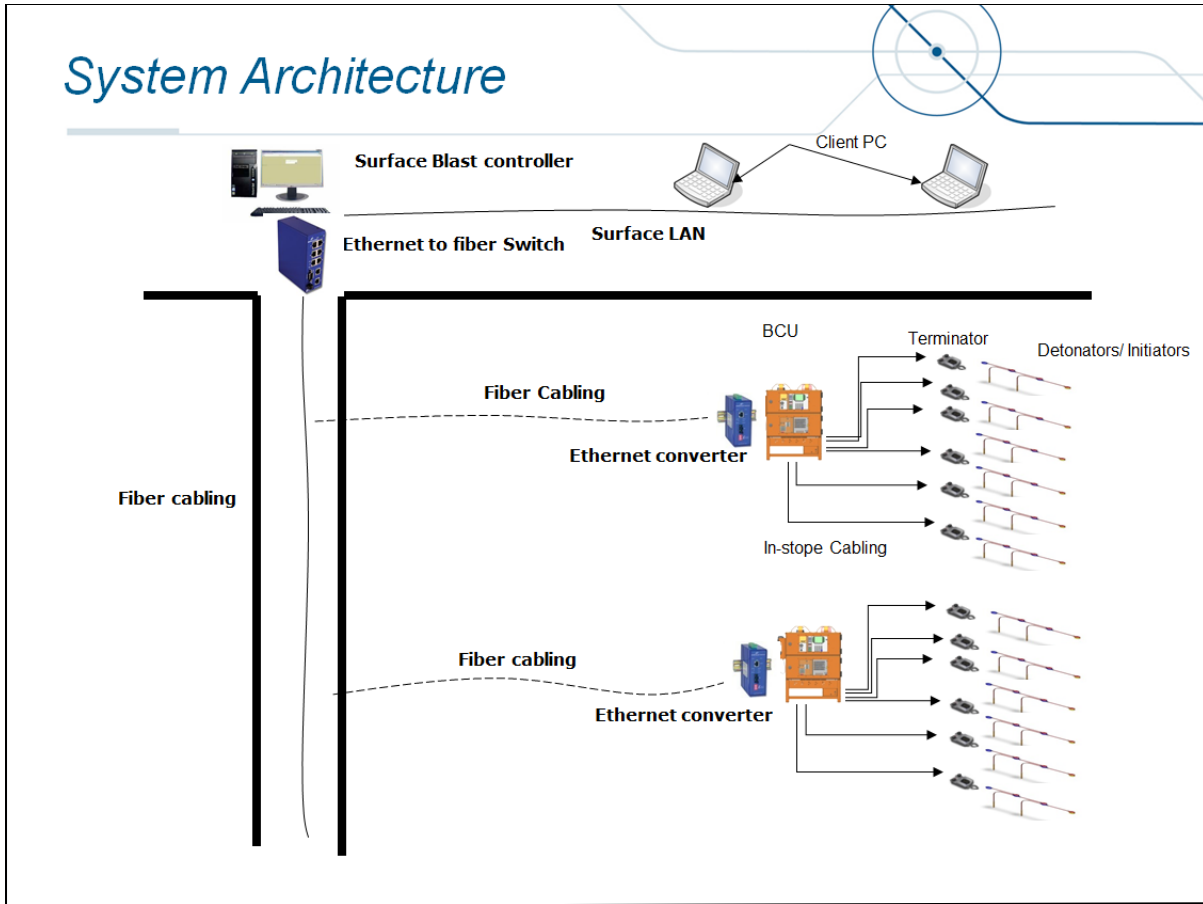 System Architecture
Client PC
Surface Blast controller
Surface LAN
Ethernet to fiber Switch
BCU
Terminator
Detonators/ Initiators
Fiber Cabling
Ethernet converter
Fiber cabling
In-stope Cabling
Fiber cabling
Ethernet converter